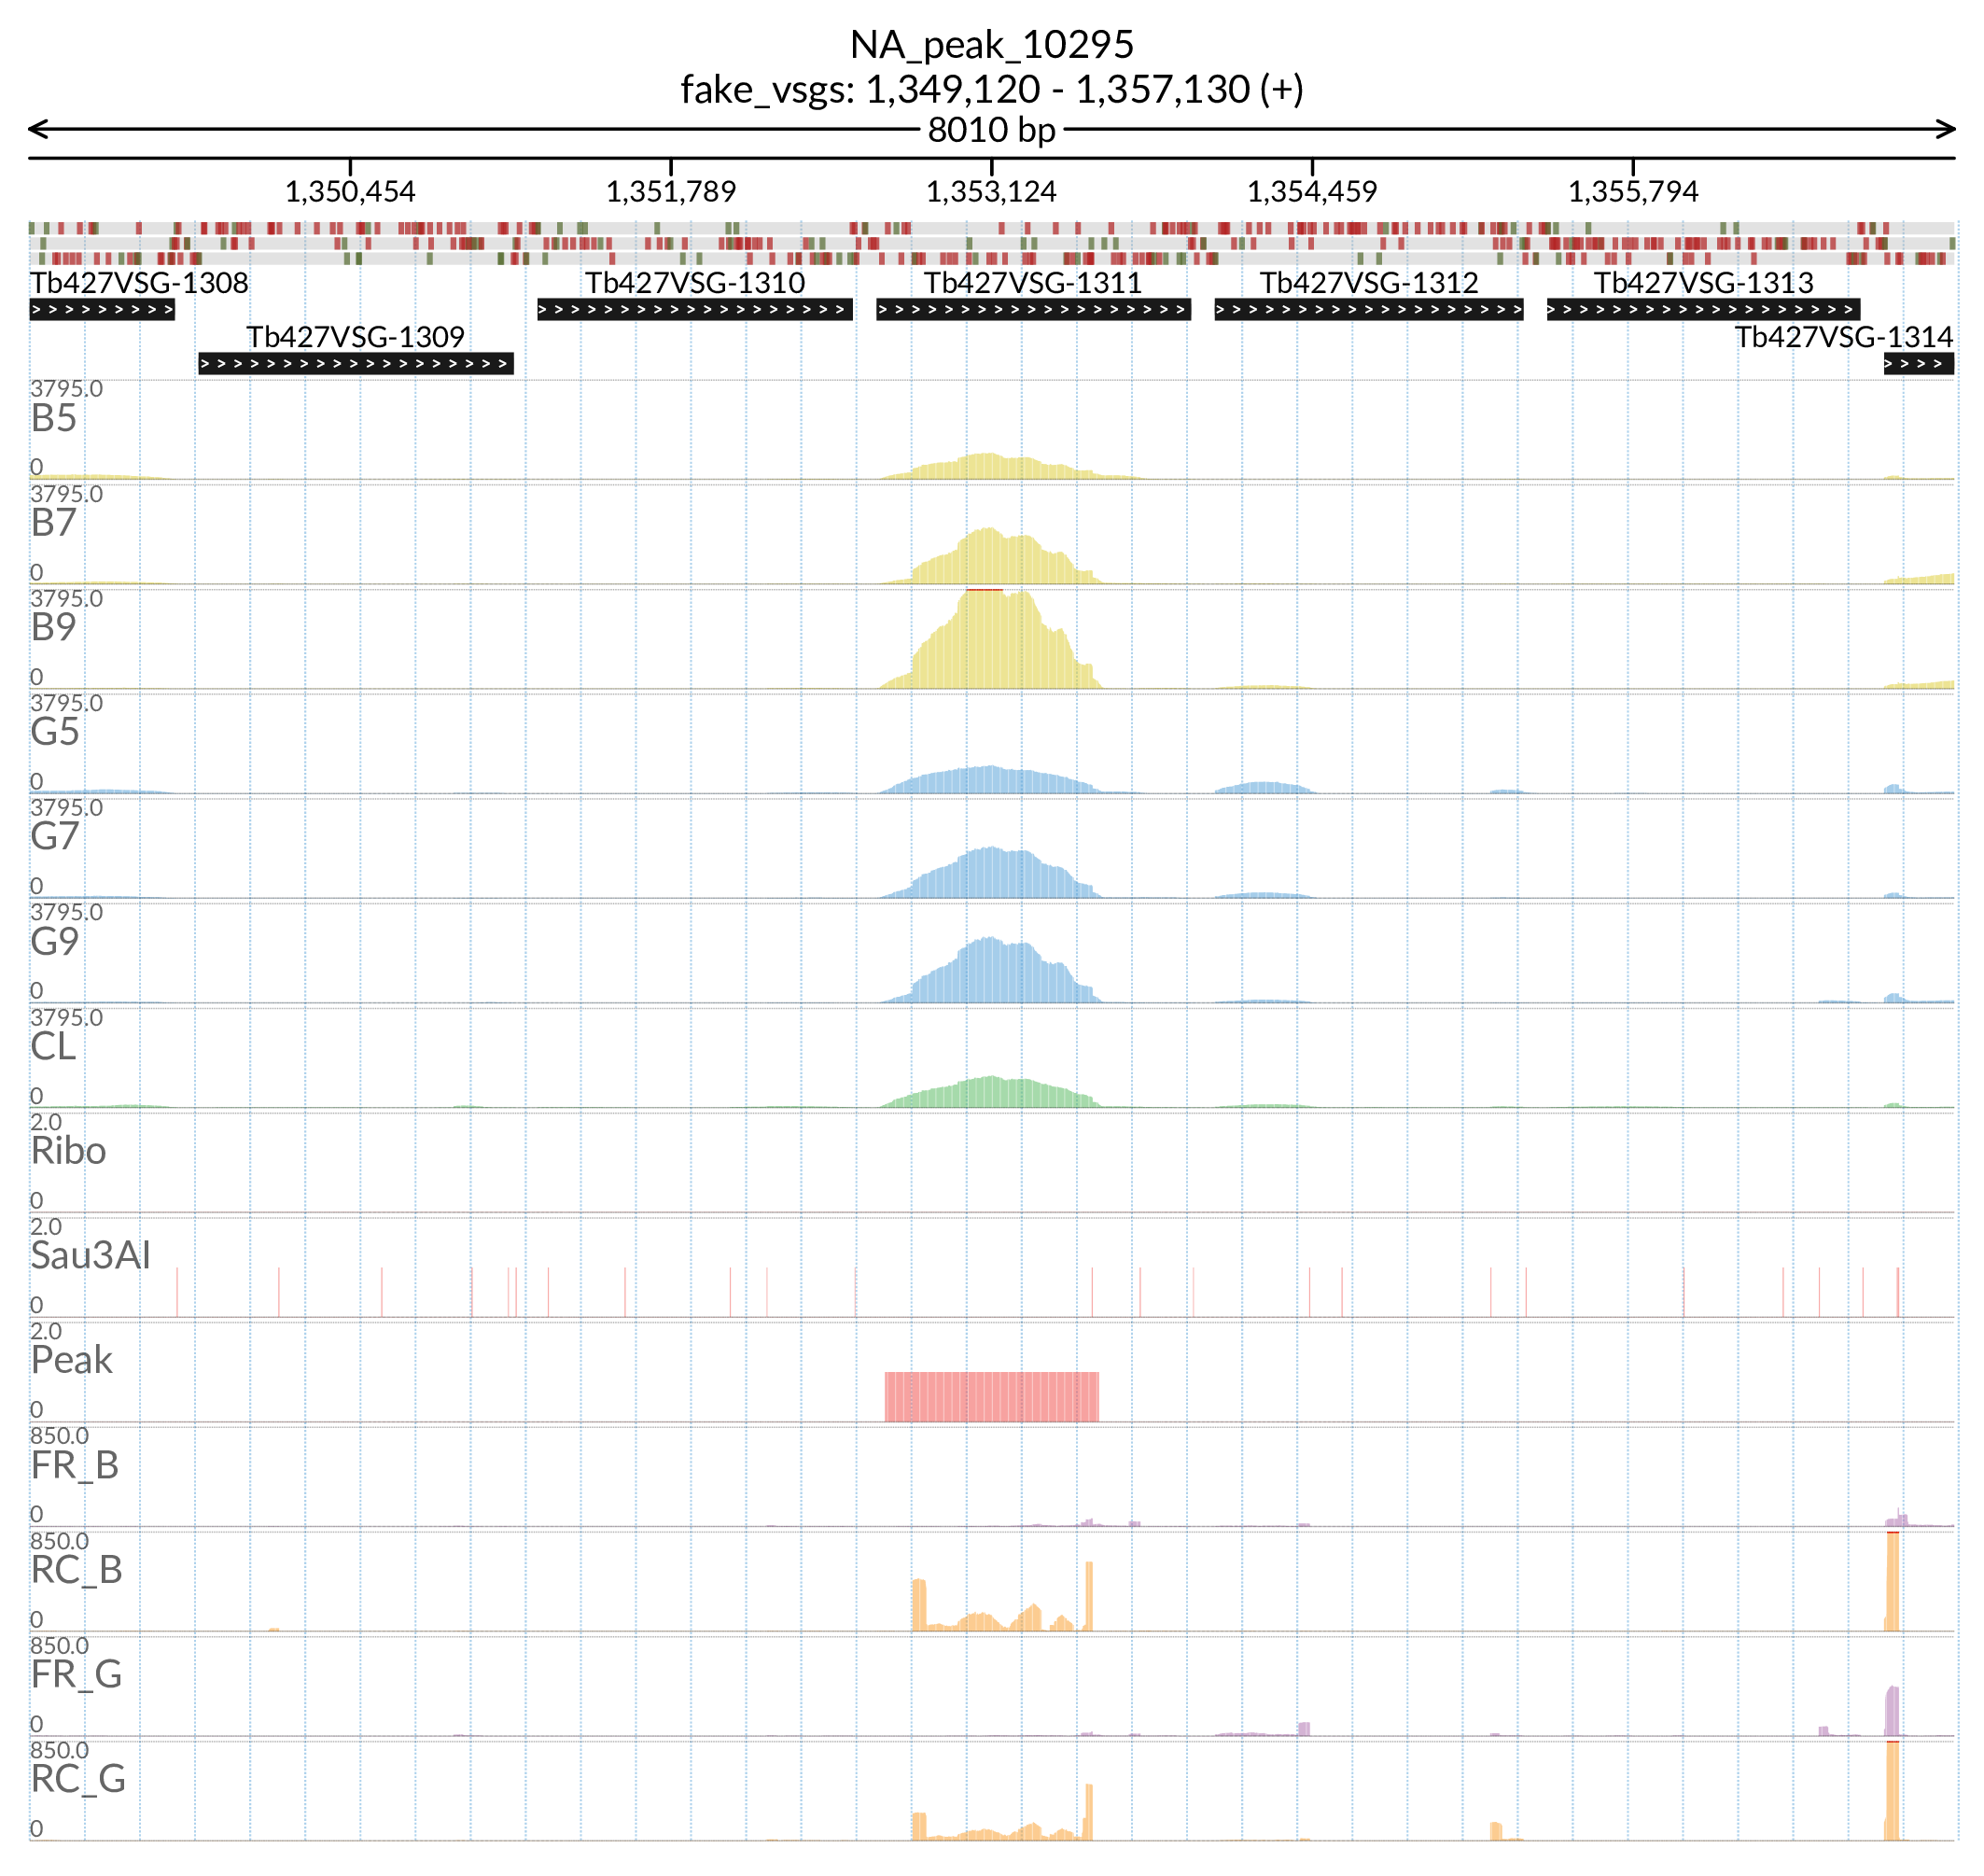 NA_peak_10295
fake_vsgs: 1,349,120 - 1,357,130 (+)
8010 bp
1,350,454 1,351,789 1,353,124 1,354,459 1,355,794
Tb427VSG-1308 Tb427VSG-1310 Tb427VSG-1311 Tb427VSG-1312 Tb427VSG-1313
Tb427VSG-1309 Tb427VSG-1314
3795.0
B5
0
3795.0
B7
0
3795.0
B9
0
3795.0
G5
0
3795.0
G7
0
3795.0
G9
0
3795.0
CL
0
2.0
Ribo
0
2.0
Sau3AI
0
2.0
Peak
0
850.0
FR_B
0
850.0
RC_B
0
850.0
FR_G
0
850.0
RC_G
0